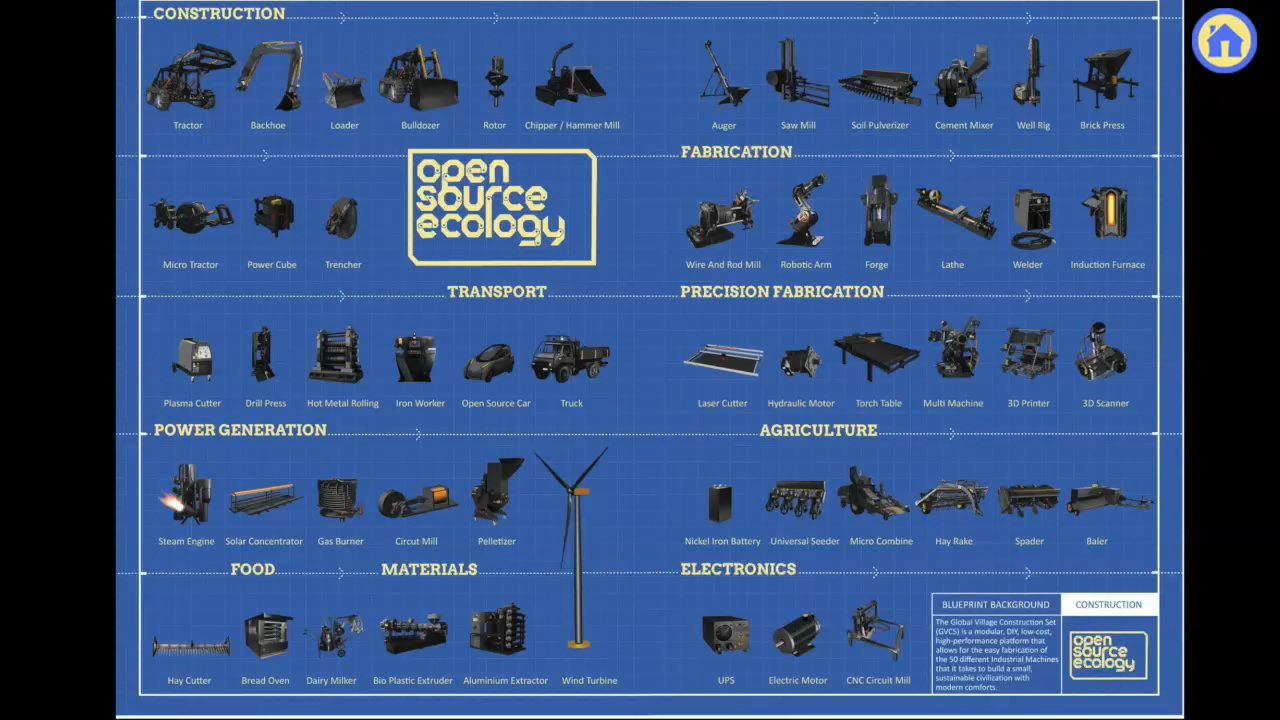 CONSTRUCTION
Tractor Backhoe Loader Bulldozer Rotor Chipper / Hammer Mill Auger Saw Mill Soil Pulverizer Cement Mixer Well Rig Brick Press
open
source
ecology
FABRICATION
Micro Tractor Power Cube Trencher Wire And Rod Mill Robotic Arm Forge Lathe Welder Induction Furnace
TRANSPORT PRECISION FABRICATION
Plasma Cutter Drill Press Hot Metal Rolling Iron Worker Open Source Car Truck Laser Cutter Hydraulic Motor Torch Table Multi Machine 3D Printer 3D Scanner
POWER GENERATION AGRICULTURE
Steam Engine Solar Concentrator Gas Burner Circut Mill Pelletizer Nickel Iron Battery Universal Seeder Micro Combine Hay Rake Spader Baler
FOOD MATERIALS ELECTRONICS
Hay Cutter Bread Oven Dairy Milker Bio Plastic Extruder Aluminium Extractor Wind Turbine UPS Electric Motor CNC Circuit Mill
BLUEPRINT BACKGROUND CONSTRUCTION
The Global Village Construction Set
(GVCS) is a modular, DIY, low-cost,
high-performance platform that
allows for the easy fabrication of
the 50 different Industrial Machines
that it takes to build a small,
sustainable civilization with
modern comforts.
open
source
ecology